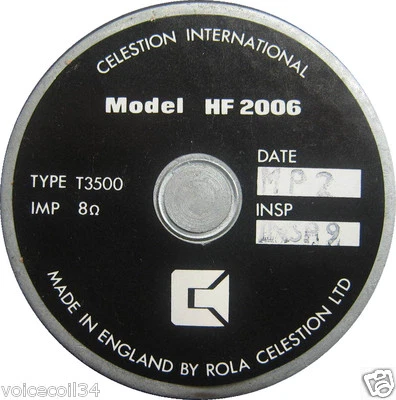 CELESTION INTERNATIONAL
Model HF 2006
TYPE T3500
IMP 8Ω
DATE
MP2
INSP
MADE IN ENGLAND BY ROLA CELESTION LTD
voicecoil34